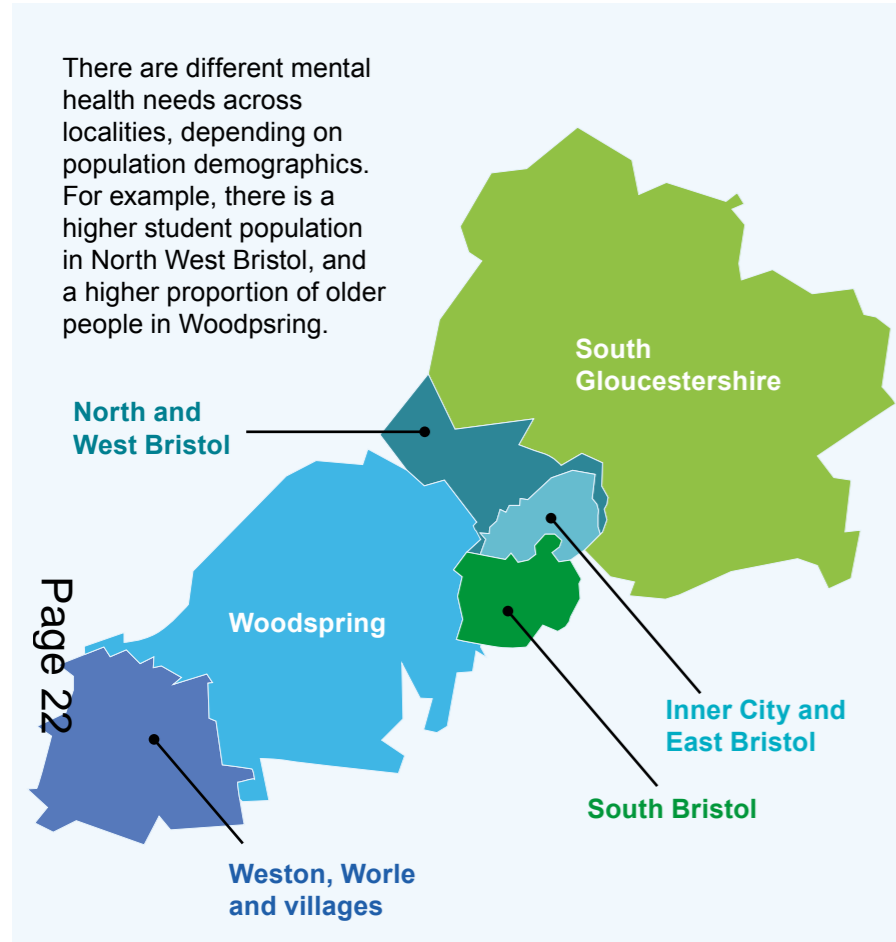 There are different mental
health needs across
localities, depending on
population demographics.
For example, there is a
higher student population
in North West Bristol, and
a higher proportion of older
people in Woodpsring.
South
Gloucestershire
North and
West Bristol
Woodspring
Page 22
Inner City and
East Bristol
South Bristol
Weston, Worle
and villages